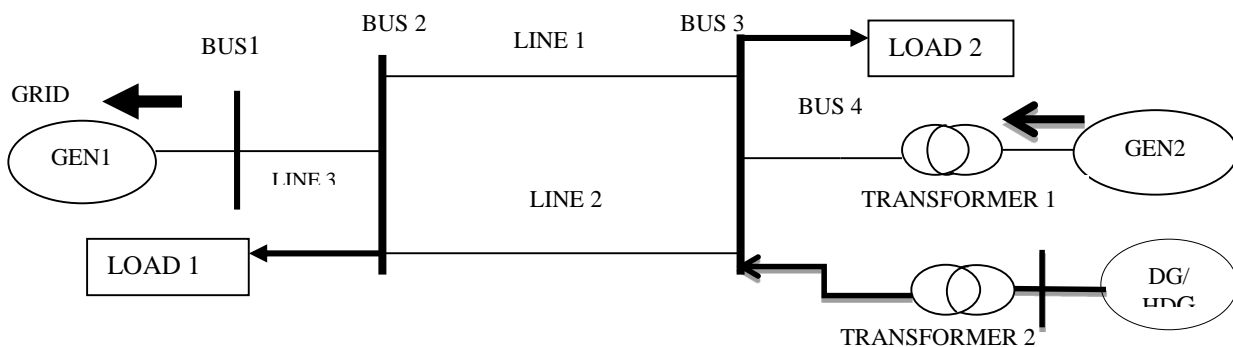 BUS 2
LINE 1
BUS 3
BUS1
LOAD 2
GRID
BUS 4
GEN1
GEN2
LINE 3
LINE 2
TRANSFORMER 1
LOAD 1
DG/
HDG
TRANSFORMER 2